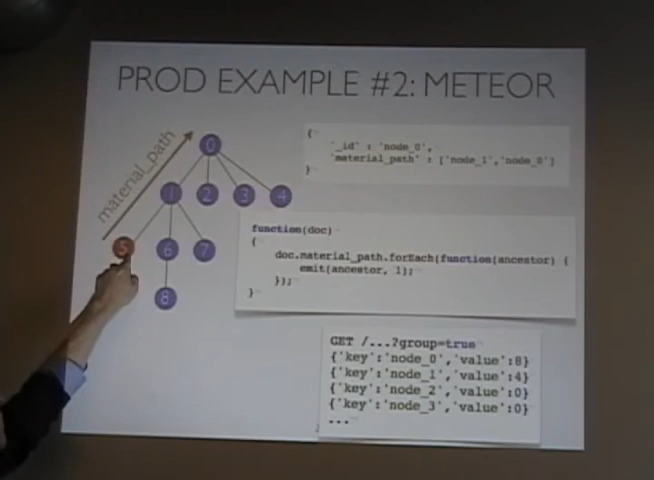 PROD EXAMPLE #2: METEOR
material_path
0
1
2
3
4
5
6
7
8
{
'_id' : 'node_0',
'material_path' : ['node_1','node_0']
}
function(doc)
{
doc.material_path.forEach(function(ancestor) {
emit(ancestor, 1);
});
}
GET /...?group=true
{'key':'node_0','value':8}
{'key':'node_1','value':4}
{'key':'node_2','value':0}
{'key':'node_3','value':0}
...